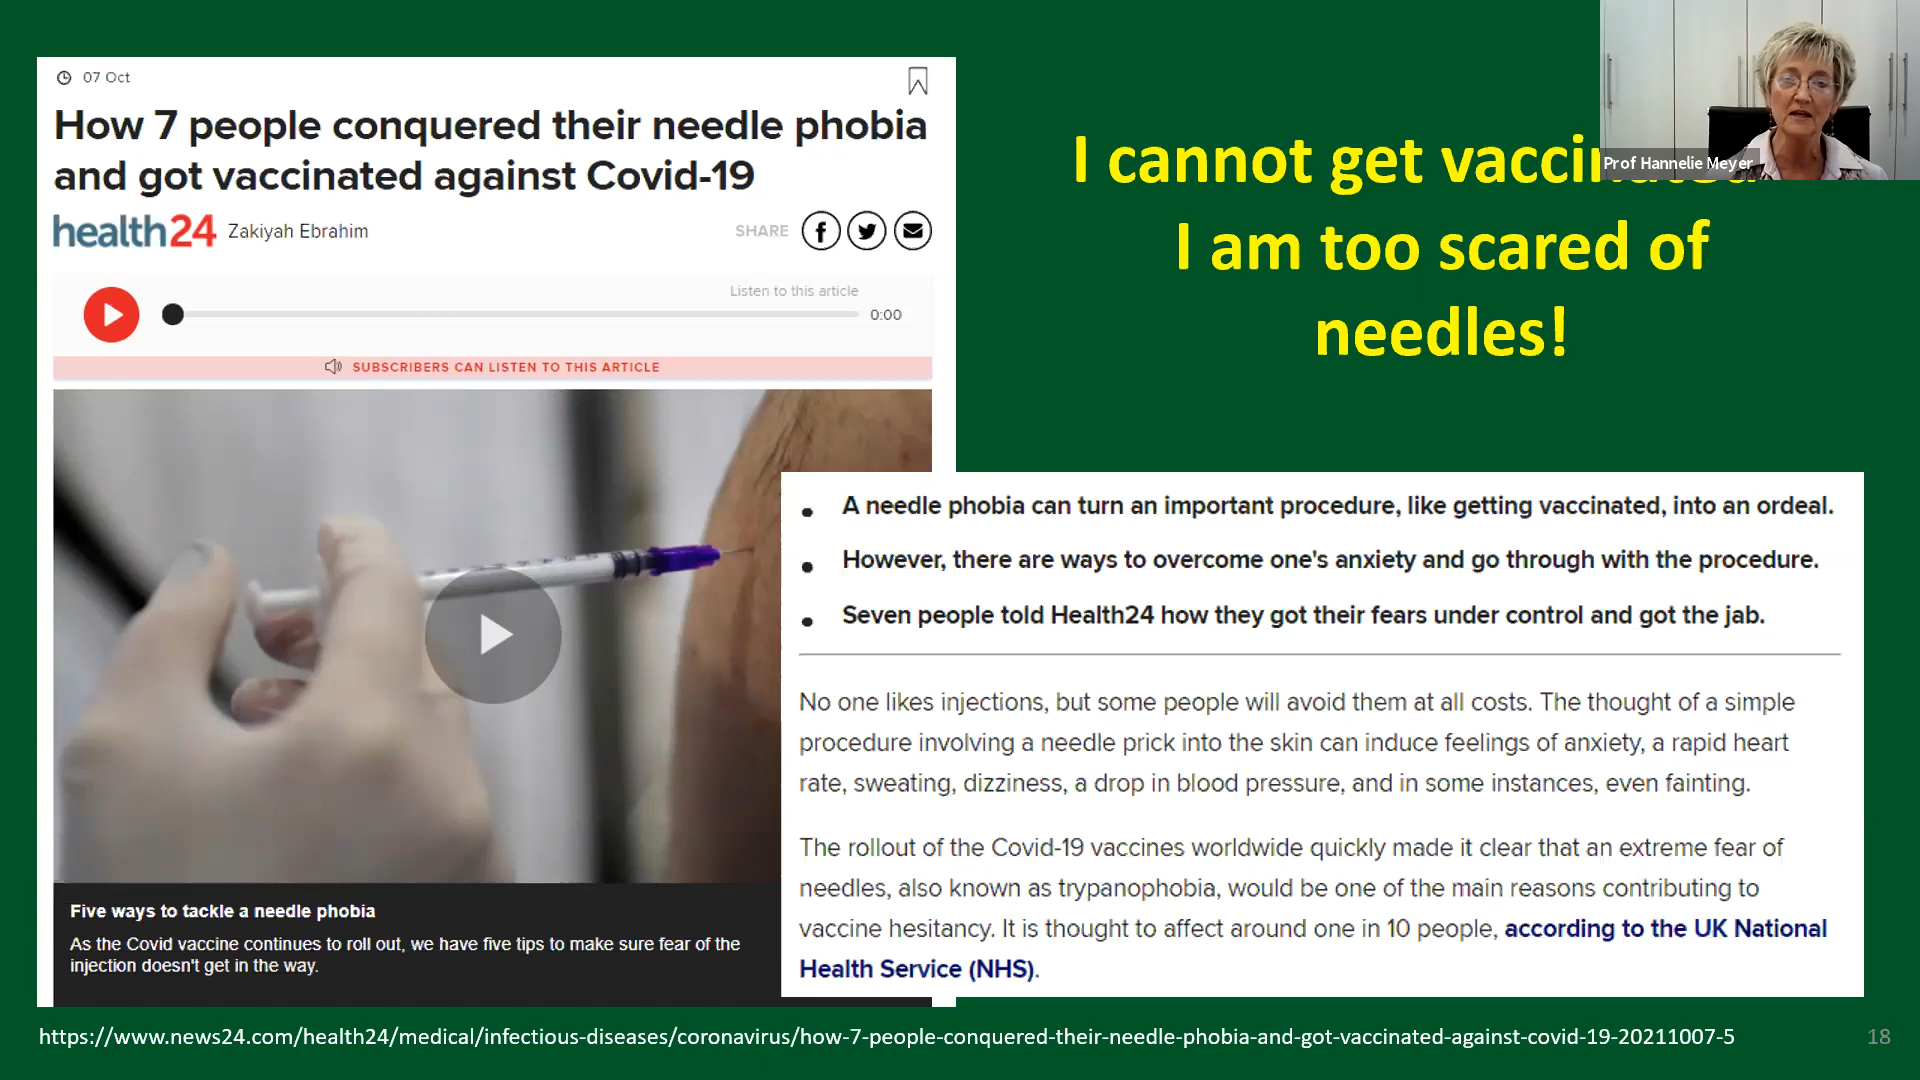 07 Oct
How 7 people conquered their needle phobia
and got vaccinated against Covid-19
health24 Zakiyah Ebrahim
SHARE
Listen to this article
0:00
SUBSCRIBERS CAN LISTEN TO THIS ARTICLE
Five ways to tackle a needle phobia
As the Covid vaccine continues to roll out, we have five tips to make sure fear of the
injection doesn't get in the way.
Prof Hannelie Meyer
I cannot get vaccinated
I am too scared of
needles!
• A needle phobia can turn an important procedure, like getting vaccinated, into an ordeal.
• However, there are ways to overcome one's anxiety and go through with the procedure.
• Seven people told Health24 how they got their fears under control and got the jab.
No one likes injections, but some people will avoid them at all costs. The thought of a simple
procedure involving a needle prick into the skin can induce feelings of anxiety, a rapid heart
rate, sweating, dizziness, a drop in blood pressure, and in some instances, even fainting.
The rollout of the Covid-19 vaccines worldwide quickly made it clear that an extreme fear of
needles, also known as trypanophobia, would be one of the main reasons contributing to
vaccine hesitancy. It is thought to affect around one in 10 people, according to the UK National
Health Service (NHS).
https://www.news24.com/health24/medical/infectious-diseases/coronavirus/how-7-people-conquered-their-needle-phobia-and-got-vaccinated-against-covid-19-20211007-5
18